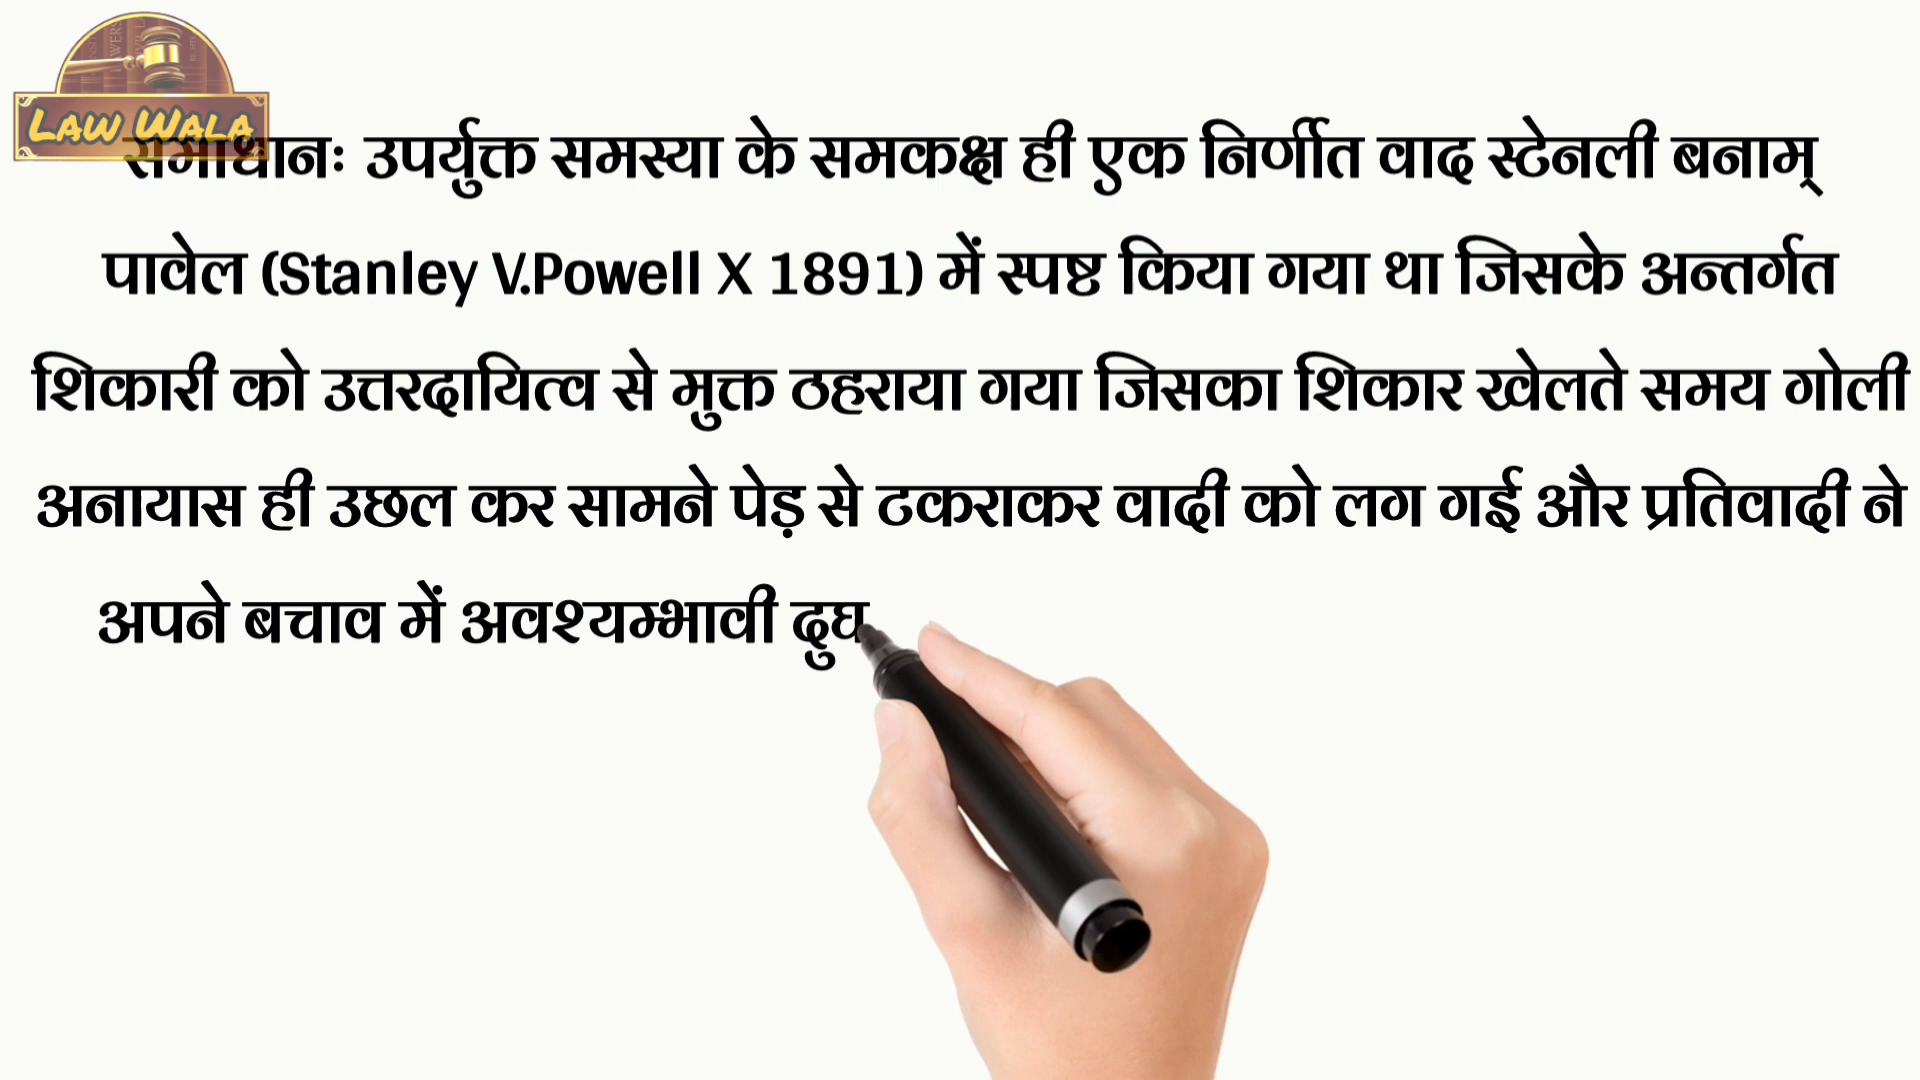 LAW WALA
समाधानः उपर्युक्त समस्या के समकक्ष ही एक निर्णीत वाद स्टेनली बनाम्
पावेल (Stanley V.Powell X 1891) में स्पष्ट किया गया था जिसके अन्तर्गत
शिकारी को उत्तरदायित्व से मुक्त ठहराया गया जिसका शिकार खेलते समय गोली
अनायास ही उछल कर सामने पेड़ से टकराकर वादी को लग गई और प्रतिवादी ने
अपने बचाव में अवश्यम्भावी दुघ